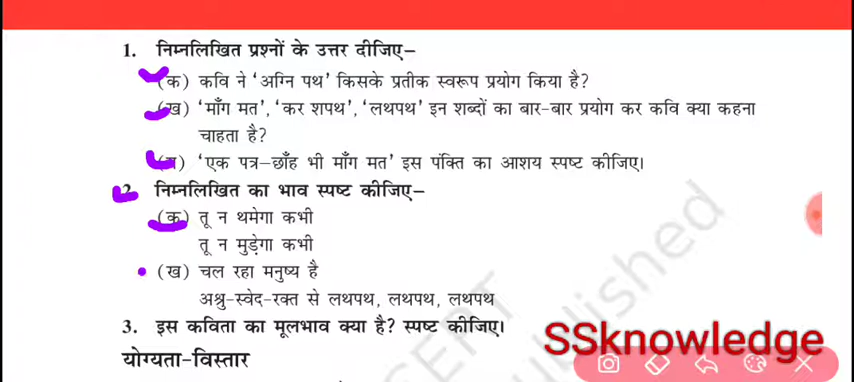 1. निम्नलिखित प्रश्नों के उत्तर दीजिए–
(क) कवि ने 'अग्नि पथ' किसके प्रतीक स्वरूप प्रयोग किया है?
(ख) 'माँग मत', 'कर शपथ', 'लथपथ' इन शब्दों का बार-बार प्रयोग कर कवि क्या कहना
चाहता है?
(ग) 'एक पत्र–छाँह भी माँग मत' इस पंक्ति का आशय स्पष्ट कीजिए।
2. निम्नलिखित का भाव स्पष्ट कीजिए–
(क) तू न थमेगा कभी
तू न मुड़ेगा कभी
(ख) चल रहा मनुष्य है
अश्रु-स्वेद-रक्त से लथपथ, लथपथ, लथपथ
3. इस कविता का मूलभाव क्या है? स्पष्ट कीजिए।
SSknowledge
योग्यता-विस्तार